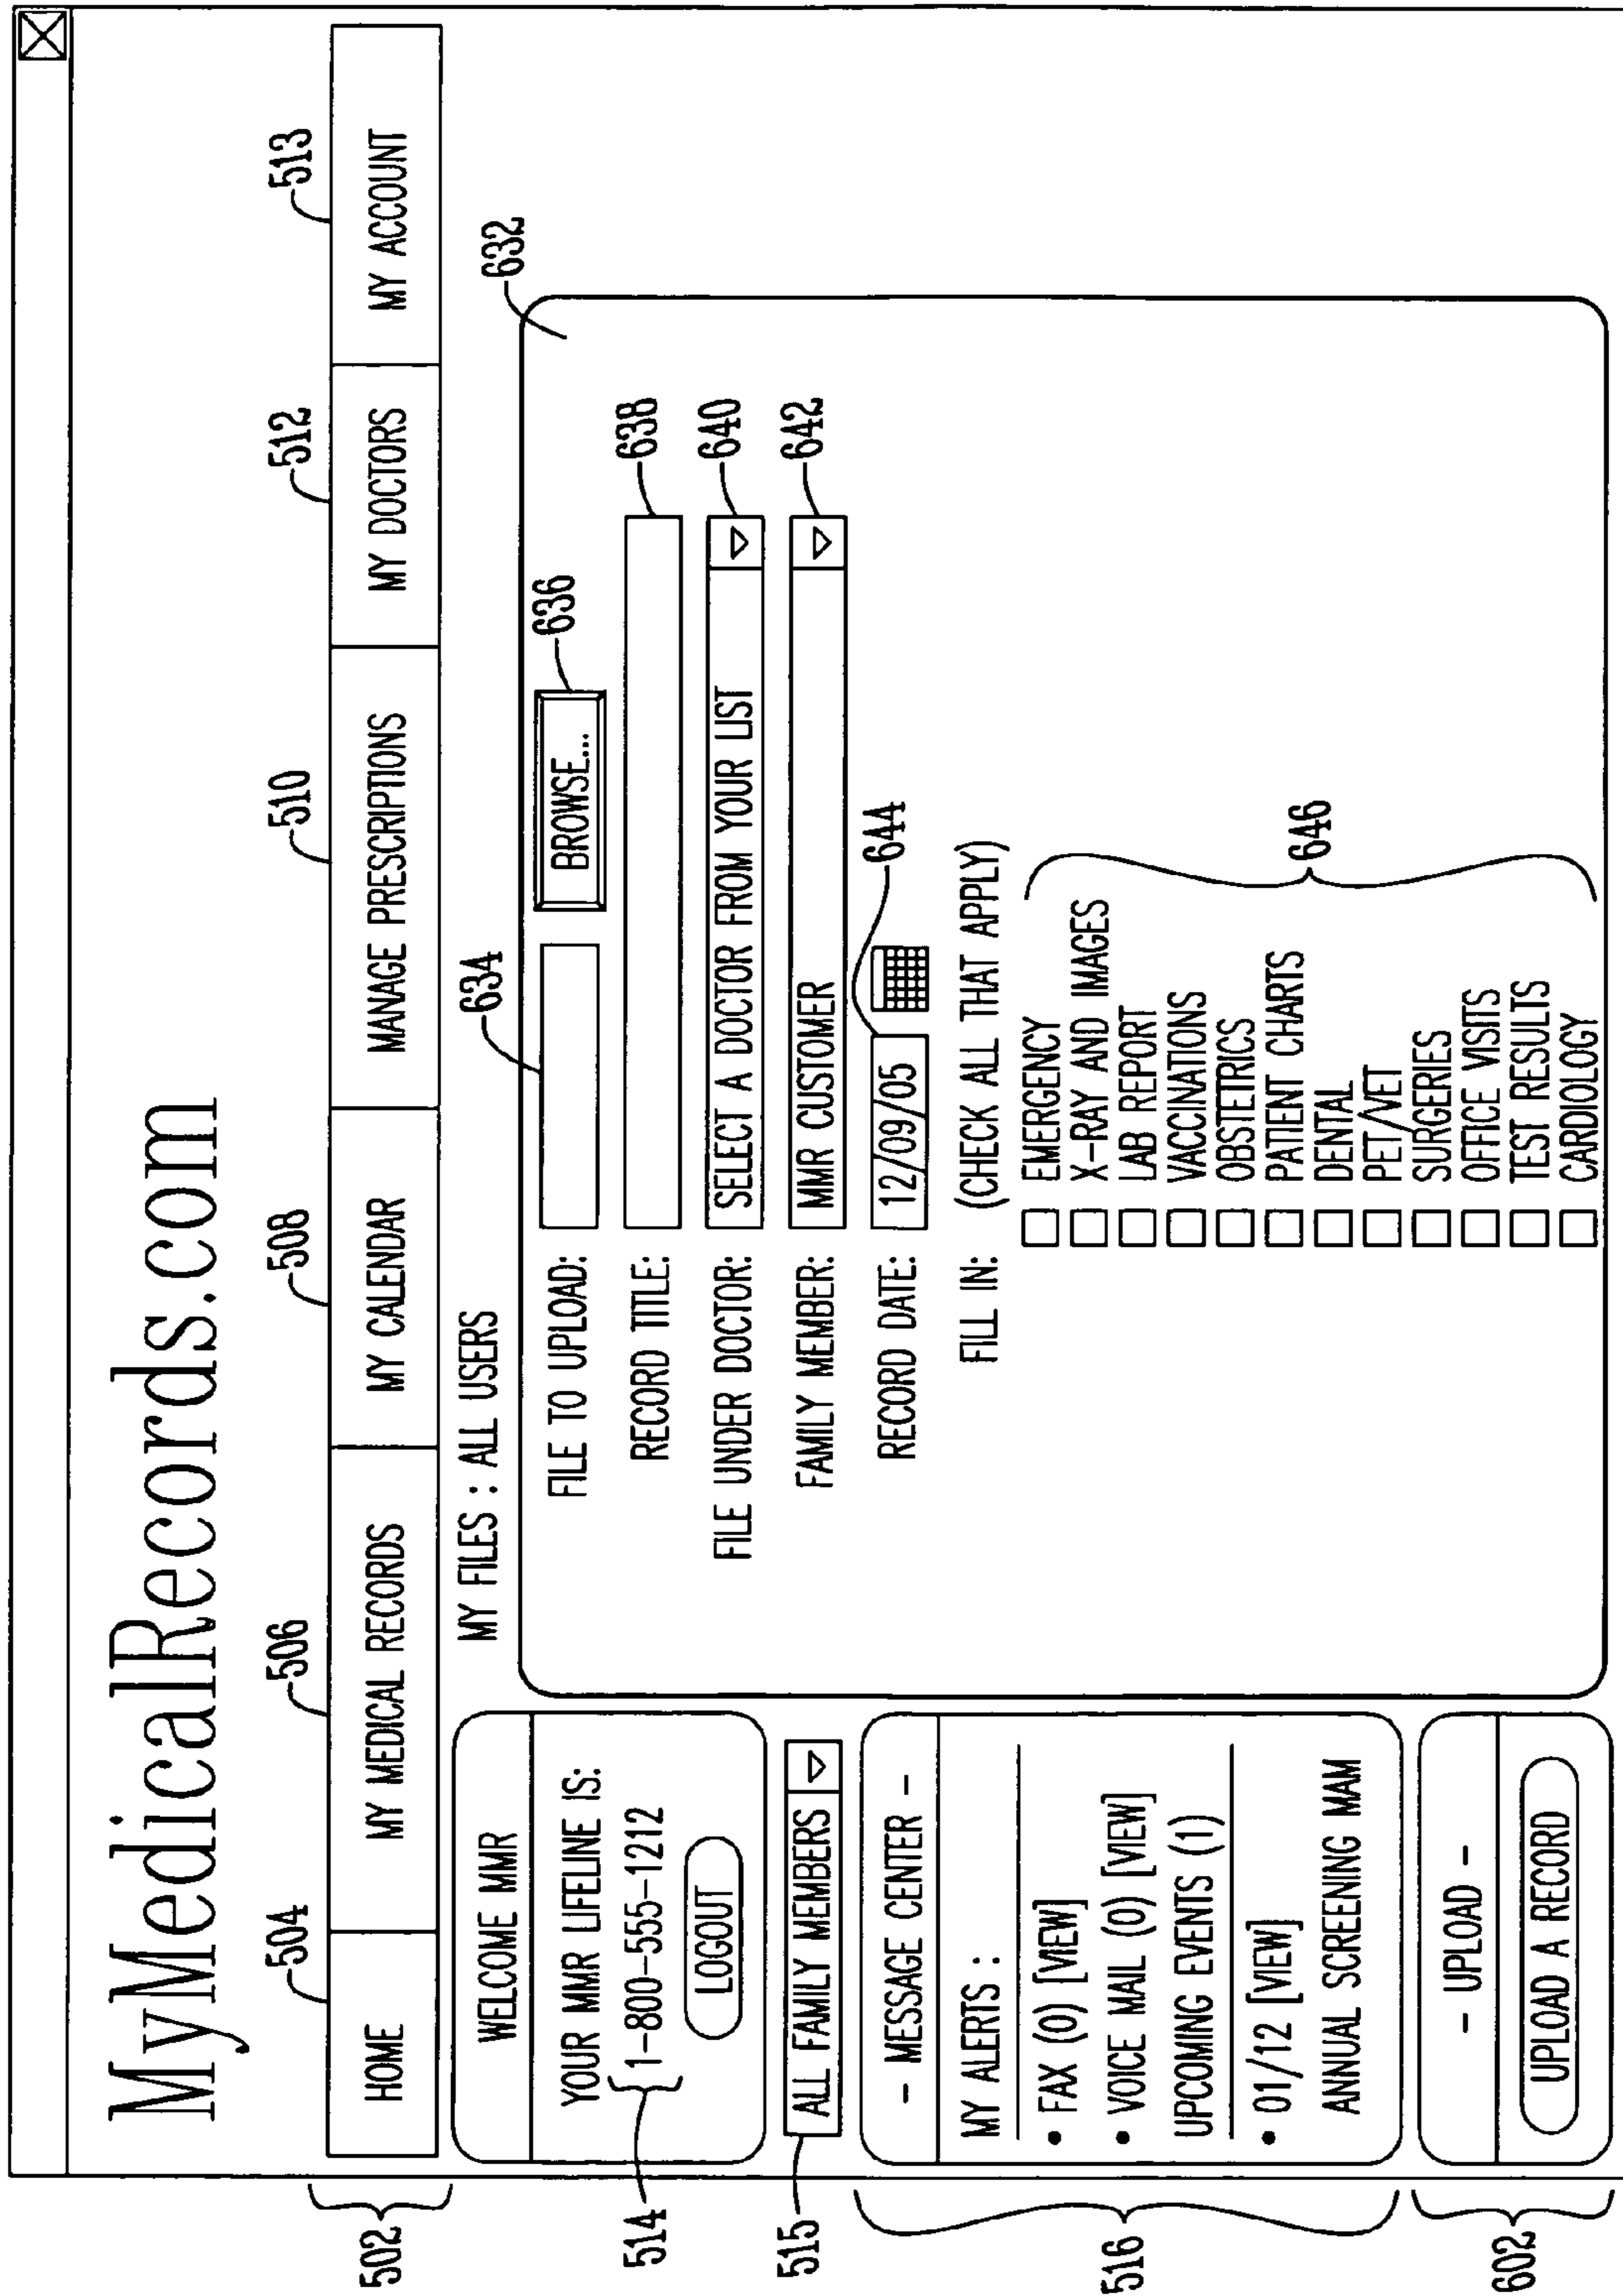 MyMedicalRecords.com
504
506
508
510
512
513
502
HOME
MY MEDICAL RECORDS
MY CALENDAR
MANAGE PRESCRIPTIONS
MY DOCTORS
MY ACCOUNT
WELCOME MMR
YOUR MMR LIFELINE IS:
514
1-800-555-1212
LOGOUT
515
ALL FAMILY MEMBERS
516
- MESSAGE CENTER -
MY ALERTS :
• FAX (0) [VIEW]
• VOICE MAIL (0) [VIEW]
UPCOMING EVENTS (1)
• 01/12 [VIEW]
ANNUAL SCREENING MAM
602
- UPLOAD -
UPLOAD A RECORD
MY FILES : ALL USERS
632
634
636
FILE TO UPLOAD:
BROWSE...
RECORD TITLE:
638
FILE UNDER DOCTOR:
SELECT A DOCTOR FROM YOUR LIST
640
FAMILY MEMBER:
MMR CUSTOMER
642
RECORD DATE:
12/09/05
644
FILL IN:
(CHECK ALL THAT APPLY)
EMERGENCY
X-RAY AND IMAGES
LAB REPORT
VACCINATIONS
OBSTETRICS
PATIENT CHARTS
DENTAL
PET/VET
SURGERIES
OFFICE VISITS
TEST RESULTS
CARDIOLOGY
646